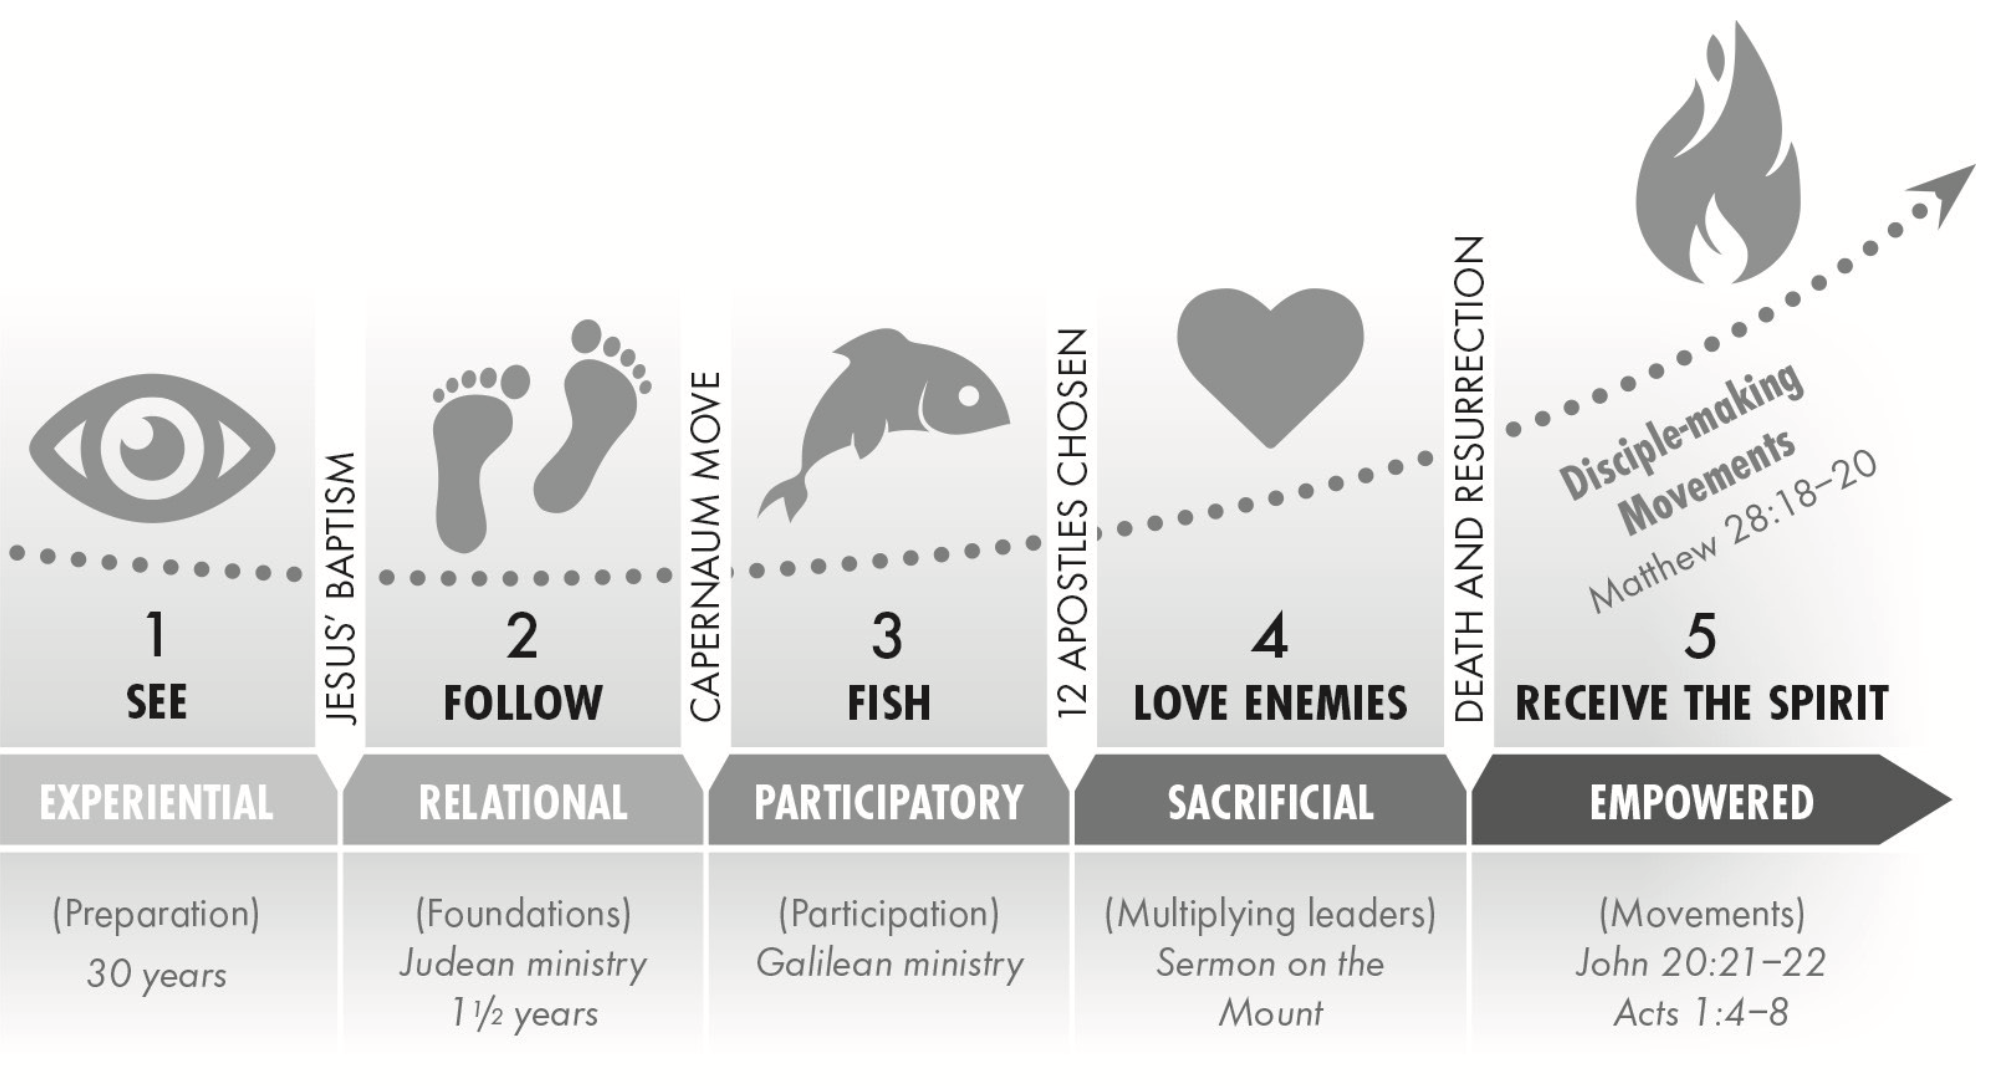 1
SEE
EXPERIENTIAL
(Preparation)
30 years
JESUS’ BAPTISM
2
FOLLOW
RELATIONAL
(Foundations)
Judean ministry
1 1/2 years
CAPERNAUM MOVE
3
FISH
PARTICIPATORY
(Participation)
Galilean ministry
12 APOSTLES CHOSEN
4
LOVE ENEMIES
SACRIFICIAL
(Multiplying leaders)
Sermon on the
Mount
DEATH AND RESURRECTION
Disciple-making
Movements
Matthew 28:18–20
5
RECEIVE THE SPIRIT
EMPOWERED
(Movements)
John 20:21–22
Acts 1:4–8